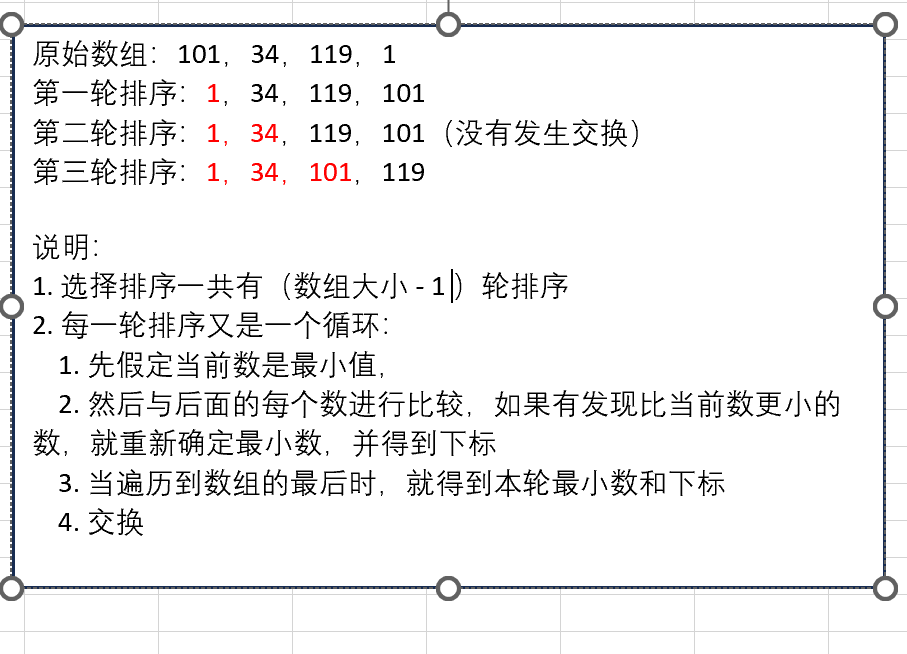 原始数组：101，34，119，1
第一轮排序：1，34，119，101
第二轮排序：1，34，119，101（没有发生交换）
第三轮排序：1，34，101，119
说明：
1. 选择排序一共有（数组大小 - 1）轮排序
2. 每一轮排序又是一个循环：
1. 先假定当前数是最小值，
2. 然后与后面的每个数进行比较，如果有发现比当前数更小的
数，就重新确定最小数，并得到下标
3. 当遍历到数组的最后时，就得到本轮最小数和下标
4. 交换